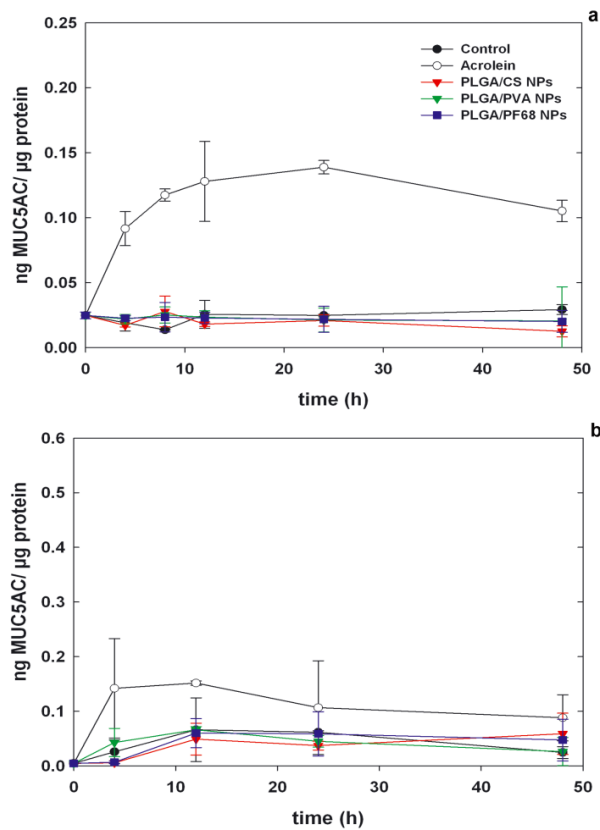 a
0.25
Control
Acrolein
PLGA/CS NPs
PLGA/PVA NPs
PLGA/PF68 NPs
0.20
0.15
0.10
0.05
0.00
ng MUC5AC/ µg protein
0 10 20 30 40 50
time (h)
b
0.6
0.5
0.4
0.3
0.2
0.1
0.0
ng MUC5AC/ µg protein
0 10 20 30 40 50
time (h)